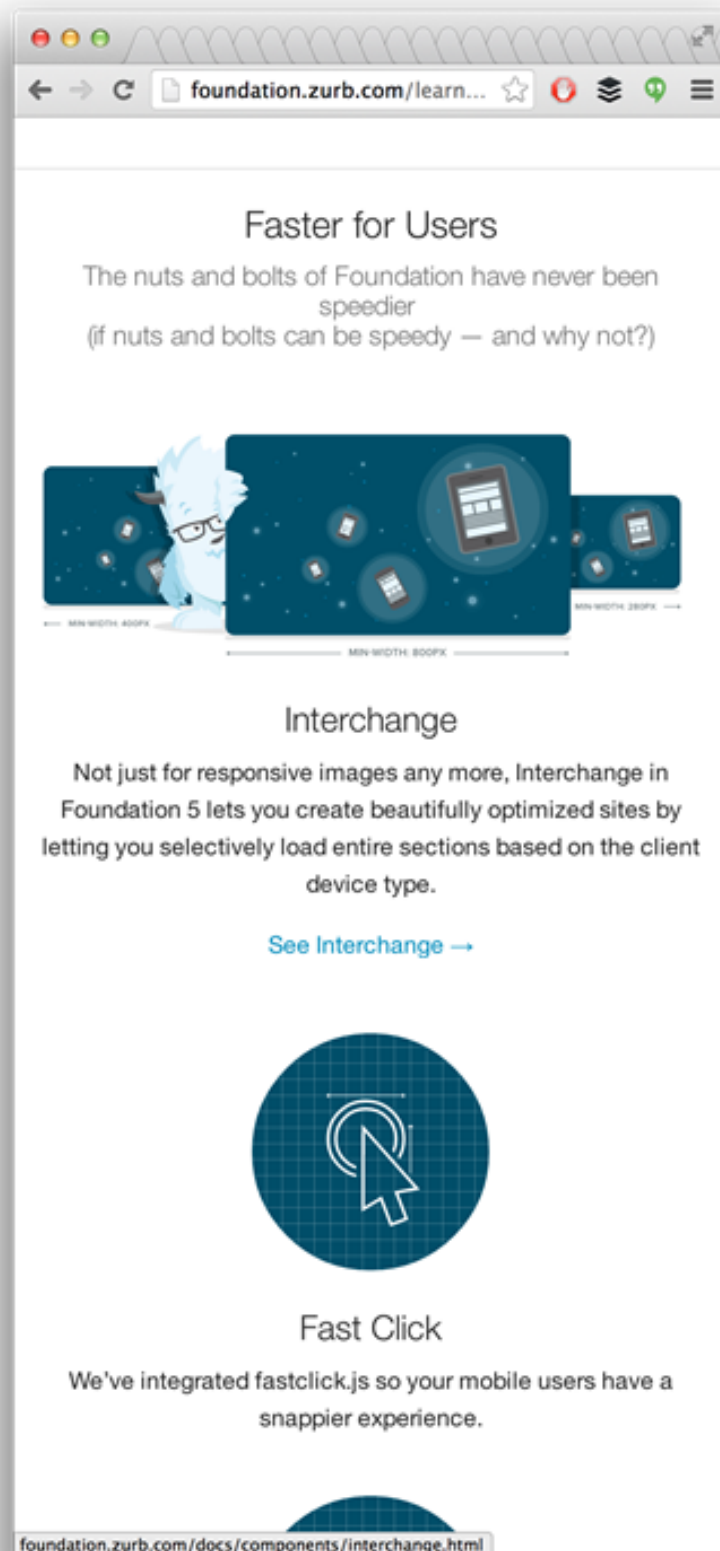 foundation.zurb.com/learn...
Faster for Users
The nuts and bolts of Foundation have never been
speedier
(if nuts and bolts can be speedy — and why not?)
← MIN-WIDTH: 400PX
MIN-WIDTH: 280PX →
MIN-WIDTH: 800PX
Interchange
Not just for responsive images any more, Interchange in
Foundation 5 lets you create beautifully optimized sites by
letting you selectively load entire sections based on the client
device type.
See Interchange →
Fast Click
We've integrated fastclick.js so your mobile users have a
snappier experience.
foundation.zurb.com/docs/components/interchange.html